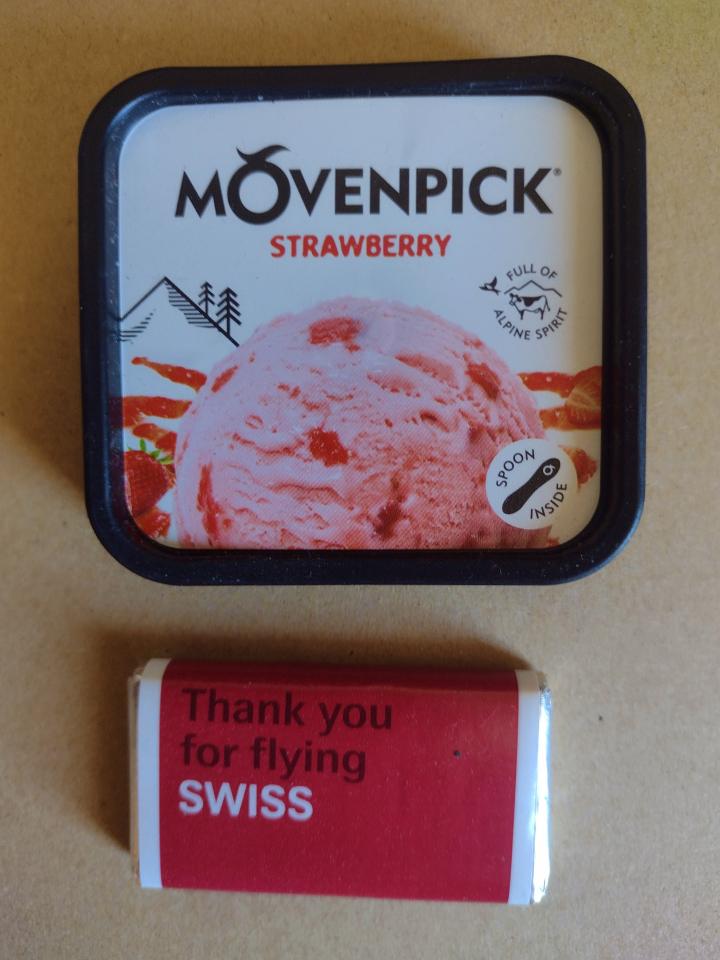 MÖVENPICK®
STRAWBERRY
FULL OF
ALPINE SPIRIT
SPOON
INSIDE
Thank you
for flying
SWISS